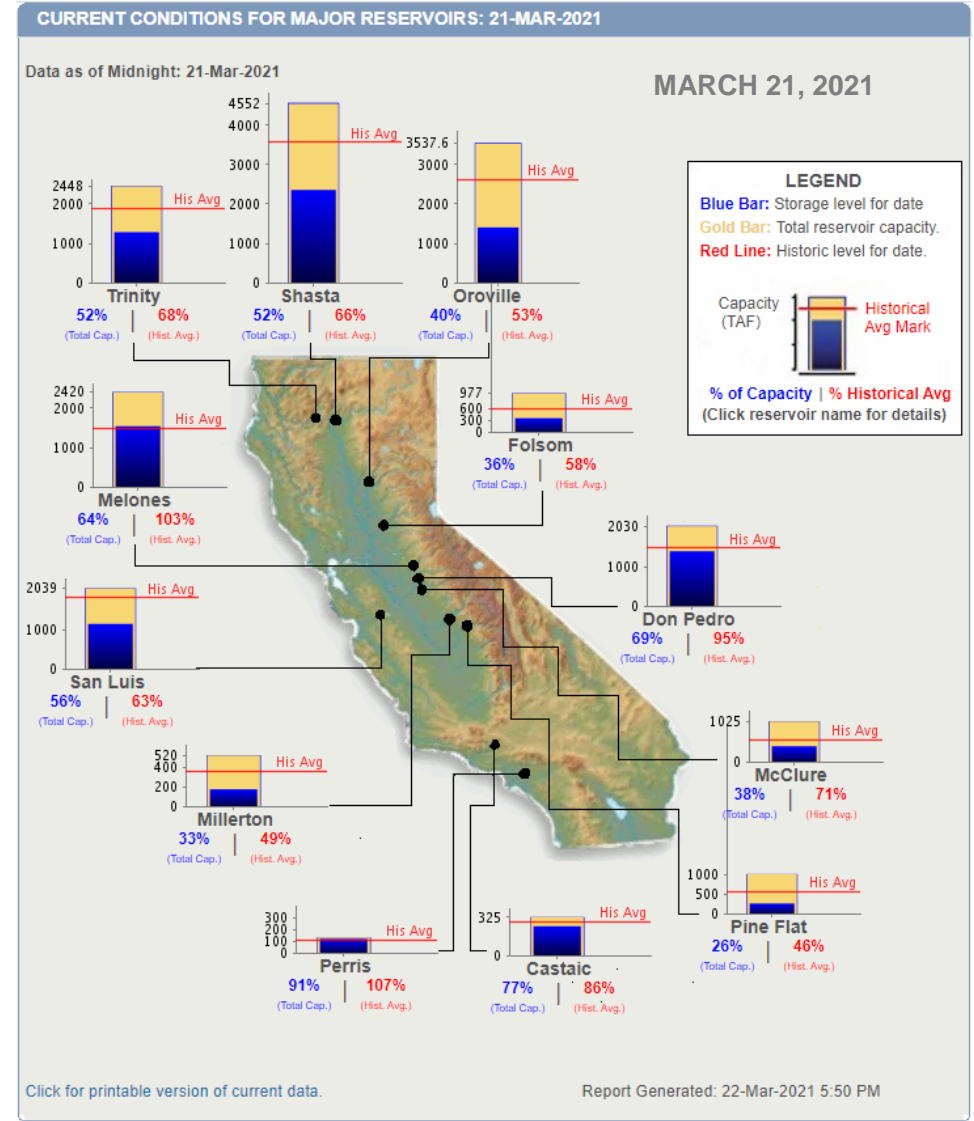 CURRENT CONDITIONS FOR MAJOR RESERVOIRS: 21-MAR-2021
Data as of Midnight: 21-Mar-2021
MARCH 21, 2021
4552
4000
3000
2000
1000
0
His Avg
Shasta
52% | 66%
(Total Cap.) (Hist. Avg.)
3537.6
3000
2000
1000
0
His Avg
Oroville
40% | 53%
(Total Cap.) (Hist. Avg.)
2448
2000
1000
0
His Avg
Trinity
52% | 68%
(Total Cap.) (Hist. Avg.)
LEGEND
Blue Bar: Storage level for date
Gold Bar: Total reservoir capacity.
Red Line: Historic level for date.
Capacity
(TAF)
Historical
Avg Mark
% of Capacity | % Historical Avg
(Click reservoir name for details)
2420
2000
1000
0
His Avg
Melones
64% | 103%
(Total Cap.) (Hist. Avg.)
977
600
300
0
His Avg
Folsom
36% | 58%
(Total Cap.) (Hist. Avg.)
2030
1000
0
His Avg
Don Pedro
69% | 95%
(Total Cap.) (Hist. Avg.)
2039
1000
0
His Avg
San Luis
56% | 63%
(Total Cap.) (Hist. Avg.)
1025
0
His Avg
McClure
38% | 71%
(Total Cap.) (Hist. Avg.)
520
400
200
0
His Avg
Millerton
33% | 49%
(Total Cap.) (Hist. Avg.)
1000
500
0
His Avg
Pine Flat
26% | 46%
(Total Cap.) (Hist. Avg.)
300
200
100
0
His Avg
Perris
91% | 107%
(Total Cap.) (Hist. Avg.)
325
0
His Avg
Castaic
77% | 86%
(Total Cap.) (Hist. Avg.)
Click for printable version of current data.
Report Generated: 22-Mar-2021 5:50 PM